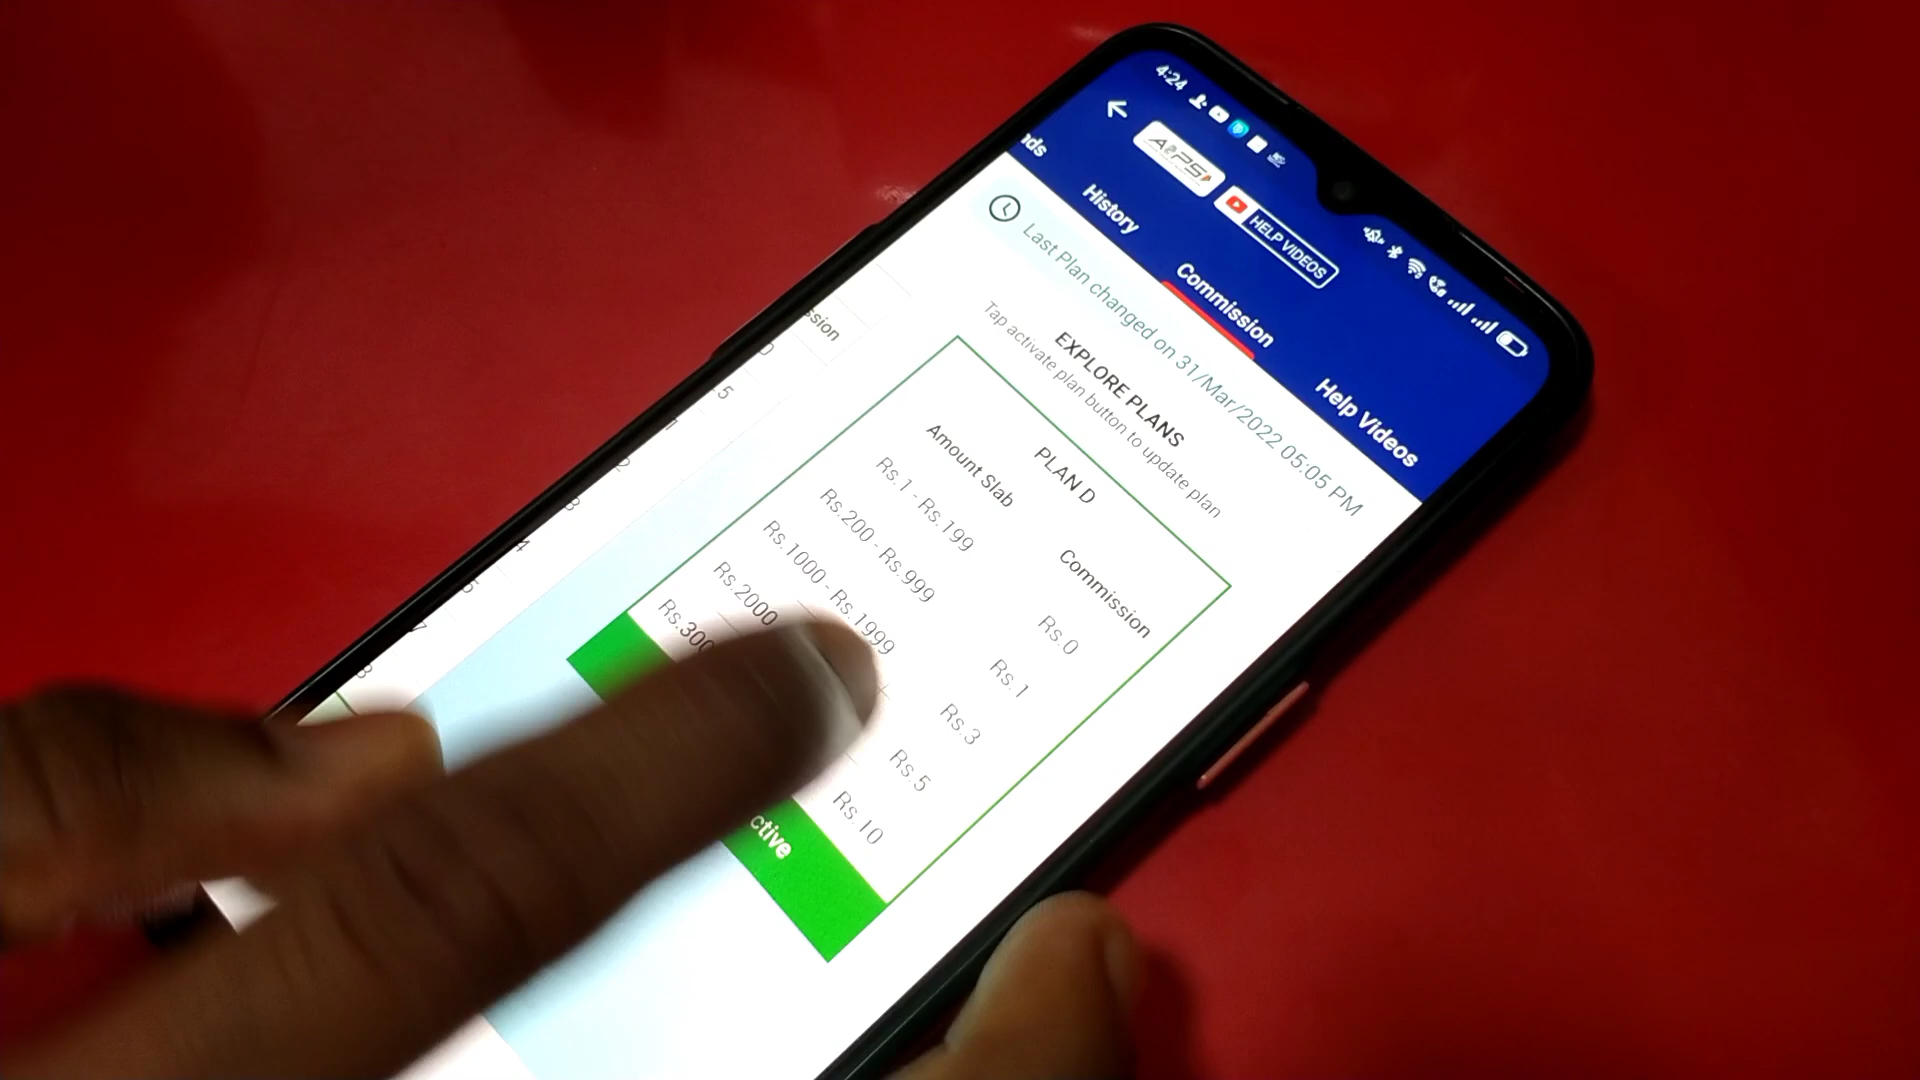 4:24
AePS
HELP VIDEOS
History
Commission
Help Videos
Last Plan changed on 31/Mar/2022 05:05 PM
EXPLORE PLANS
Tap activate plan button to update plan
PLAN D
Amount Slab Commission
Rs.1 - Rs.199 Rs.0
Rs.200 - Rs.999 Rs.1
Rs.1000 - Rs.1999 Rs.3
Rs.2000 Rs.5
Rs.300 Rs.10
ctive